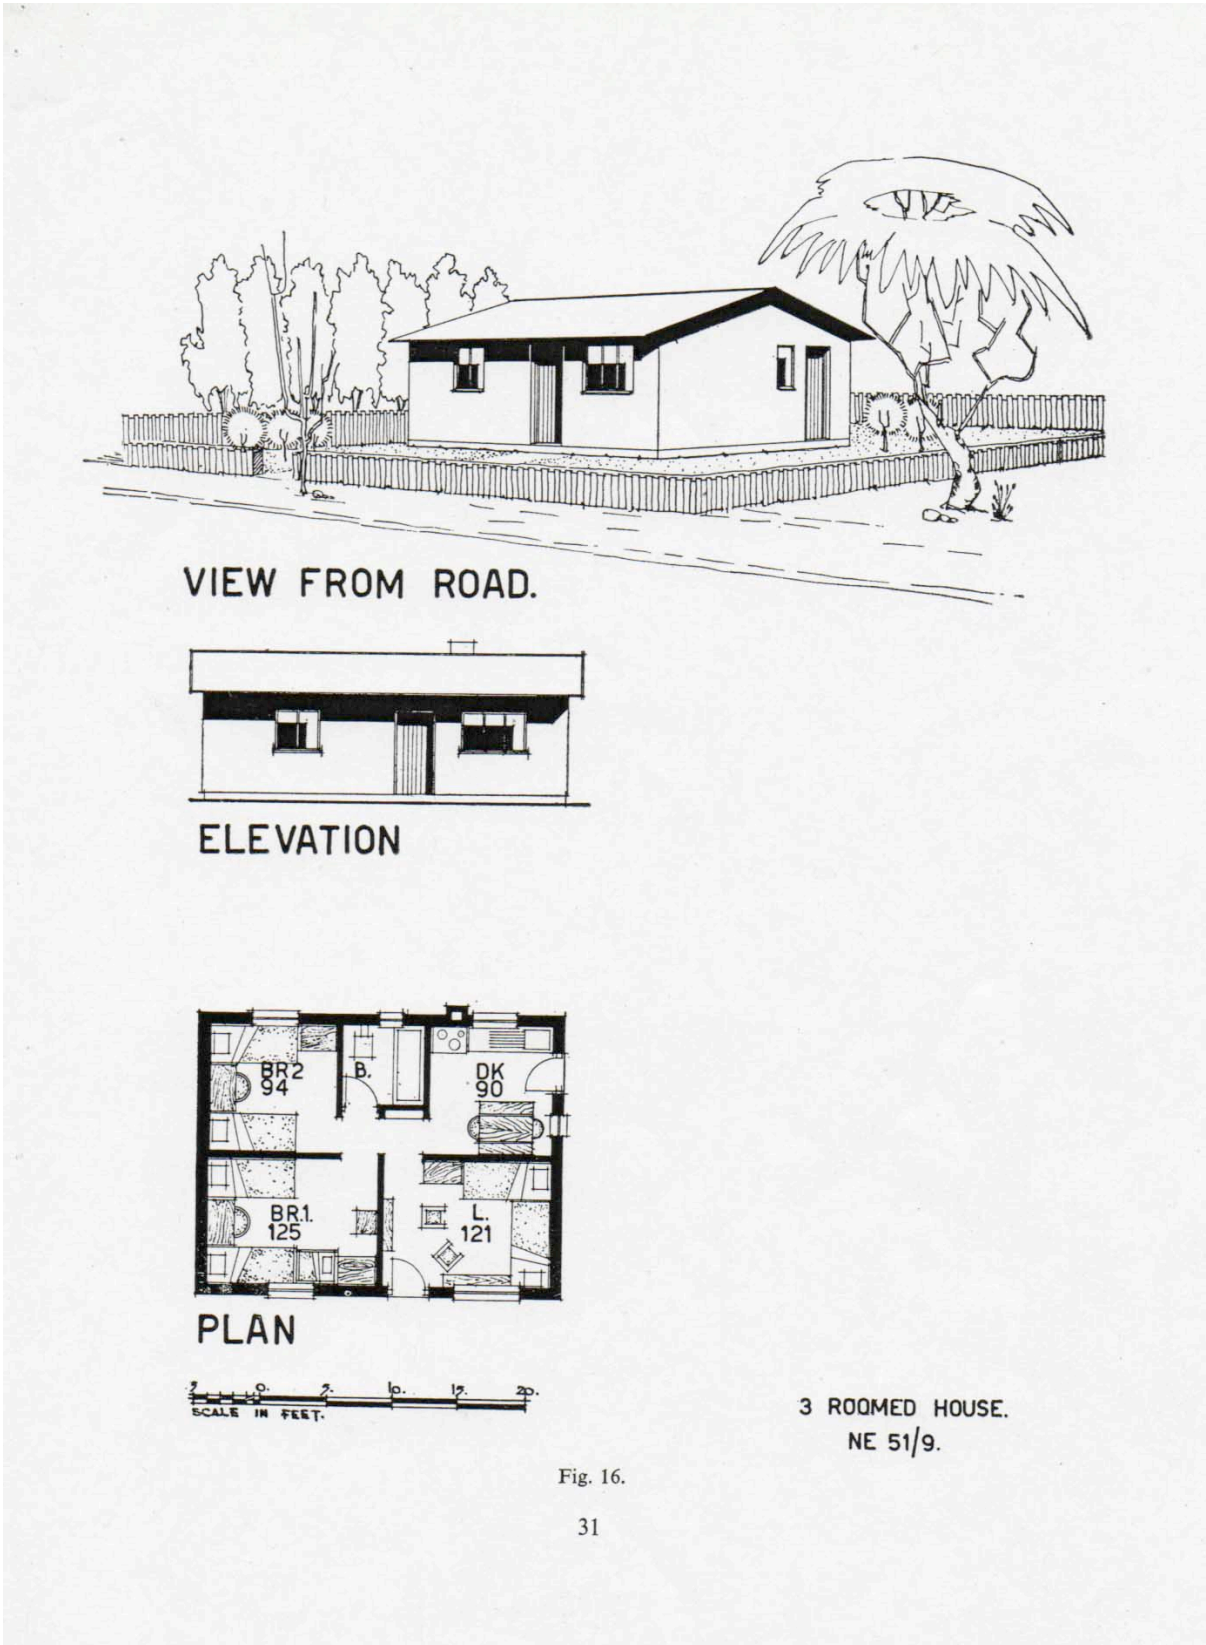 VIEW FROM ROAD.
ELEVATION
BR2
94
B.
DK
90
BR.1.
125
L.
121
PLAN
5 0. 5. 10. 15. 20.
SCALE IN FEET.
3 ROOMED HOUSE.
NE 51/9.
Fig. 16.
31